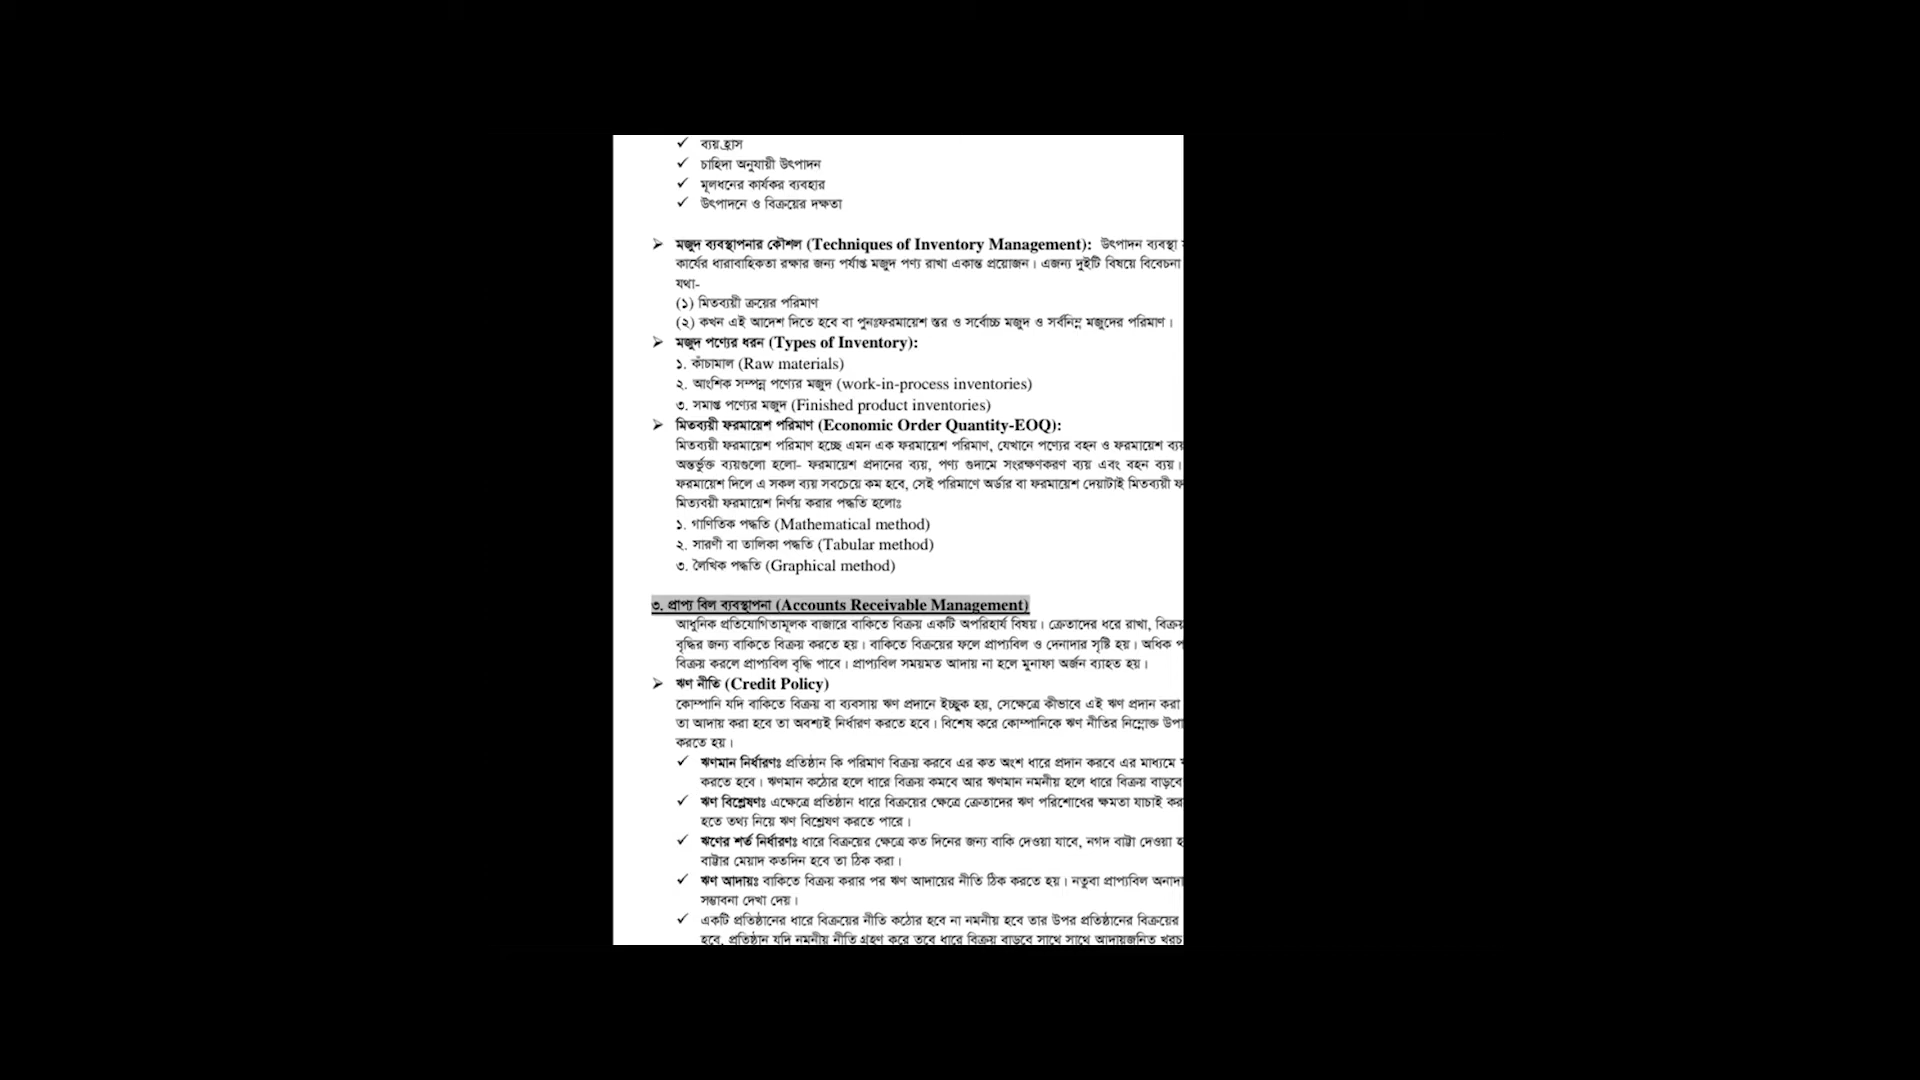 ✓ ব্যয় হ্রাস
✓ চাহিদা অনুযায়ী উৎপাদন
✓ মূলধনের কার্যকর ব্যবহার
✓ উৎপাদনে ও বিক্রয়ের দক্ষতা
➢ মজুদ ব্যবস্থাপনার কৌশল (Techniques of Inventory Management): উৎপাদন ব্যবস্থা
কার্যের ধারাবাহিকতা রক্ষার জন্য পর্যাপ্ত মজুদ পণ্য রাখা একান্ত প্রয়োজন। এজন্য দুইটি বিষয়ে বিবেচনা
যথা-
(১) মিতব্যয়ী ক্রয়ের পরিমাণ
(২) কখন এই আদেশ দিতে হবে বা পুনঃফরমায়েশ স্তর ও সর্বোচ্চ মজুদ ও সর্বনিম্ন মজুদের পরিমাণ।
➢ মজুদ পণ্যের ধরন (Types of Inventory):
১. কাঁচামাল (Raw materials)
২. আংশিক সম্পন্ন পণ্যের মজুদ (work-in-process inventories)
৩. সমাপ্ত পণ্যের মজুদ (Finished product inventories)
➢ মিতব্যয়ী ফরমায়েশ পরিমাণ (Economic Order Quantity-EOQ):
মিতব্যয়ী ফরমায়েশ পরিমাণ হচ্ছে এমন এক ফরমায়েশ পরিমাণ, যেখানে পণ্যের বহন ও ফরমায়েশ ব্যয়
অন্তর্ভুক্ত ব্যয়গুলো হলো- ফরমায়েশ প্রদানের ব্যয়, পণ্য গুদামে সংরক্ষণকরণ ব্যয় এবং বহন ব্যয়।
ফরমায়েশ দিলে এ সকল ব্যয় সবচেয়ে কম হবে, সেই পরিমাণে অর্ডার বা ফরমায়েশ দেয়াটাই মিতব্যয়ী
মিত্যবয়ী ফরমায়েশ নির্ণয় করার পদ্ধতি হলোঃ
১. গাণিতিক পদ্ধতি (Mathematical method)
২. সারণী বা তালিকা পদ্ধতি (Tabular method)
৩. লৈখিক পদ্ধতি (Graphical method)
৩. প্রাপ্য বিল ব্যবস্থাপনা (Accounts Receivable Management)
আধুনিক প্রতিযোগিতামূলক বাজারে বাকিতে বিক্রয় একটি অপরিহার্য বিষয়। ক্রেতাদের ধরে রাখা, বিক্রয়
বৃদ্ধির জন্য বাকিতে বিক্রয় করতে হয়। বাকিতে বিক্রয়ের ফলে প্রাপ্যবিল ও দেনাদার সৃষ্টি হয়। অধিক
বিক্রয় করলে প্রাপ্যবিল বৃদ্ধি পাবে। প্রাপ্যবিল সময়মত আদায় না হলে মুনাফা অর্জন ব্যাহত হয়।
➢ ঋণ নীতি (Credit Policy)
কোম্পানি যদি বাকিতে বিক্রয় বা ব্যবসায় ঋণ প্রদানে ইচ্ছুক হয়, সেক্ষেত্রে কীভাবে এই ঋণ প্রদান করা
তা আদায় করা হবে তা অবশ্যই নির্ধারণ করতে হবে। বিশেষ করে কোম্পানিকে ঋণ নীতির নিম্নোক্ত
করতে হয়।
✓ ঋণমান নির্ধারণঃ প্রতিষ্ঠান কি পরিমাণ বিক্রয় করবে এর কত অংশ ধারে প্রদান করবে এর মাধ্যমে
করতে হবে। ঋণমান কঠোর হলে ধারে বিক্রয় কমবে আর ঋণমান নমনীয় হলে ধারে বিক্রয় বাড়বে
✓ ঋণ বিশ্লেষণঃ এক্ষেত্রে প্রতিষ্ঠান ধারে বিক্রয়ের ক্ষেত্রে ক্রেতাদের ঋণ পরিশোধের ক্ষমতা যাচাই
হতে তথ্য নিয়ে ঋণ বিশ্লেষণ করতে পারে।
✓ ঋণের শর্ত নির্ধারণঃ ধারে বিক্রয়ের ক্ষেত্রে কত দিনের জন্য বাকি দেওয়া যাবে, নগদ বাট্টা দেওয়া
বাট্টার মেয়াদ কতদিন হবে তা ঠিক করা।
✓ ঋণ আদায়ঃ বাকিতে বিক্রয় করার পর ঋণ আদায়ের নীতি ঠিক করতে হয়। নতুবা প্রাপ্যবিল
সম্ভাবনা দেখা দেয়।
✓ একটি প্রতিষ্ঠানের ধারে বিক্রয়ের নীতি কঠোর হবে না নমনীয় হবে তার উপর প্রতিষ্ঠানের বিক্রয়ের
হবে, প্রতিষ্ঠান যদি নমনীয় নীতি গ্রহণ করে তবে ধারে বিক্রয় বাড়বে সাথে সাথে আদায়জনিত খরচ